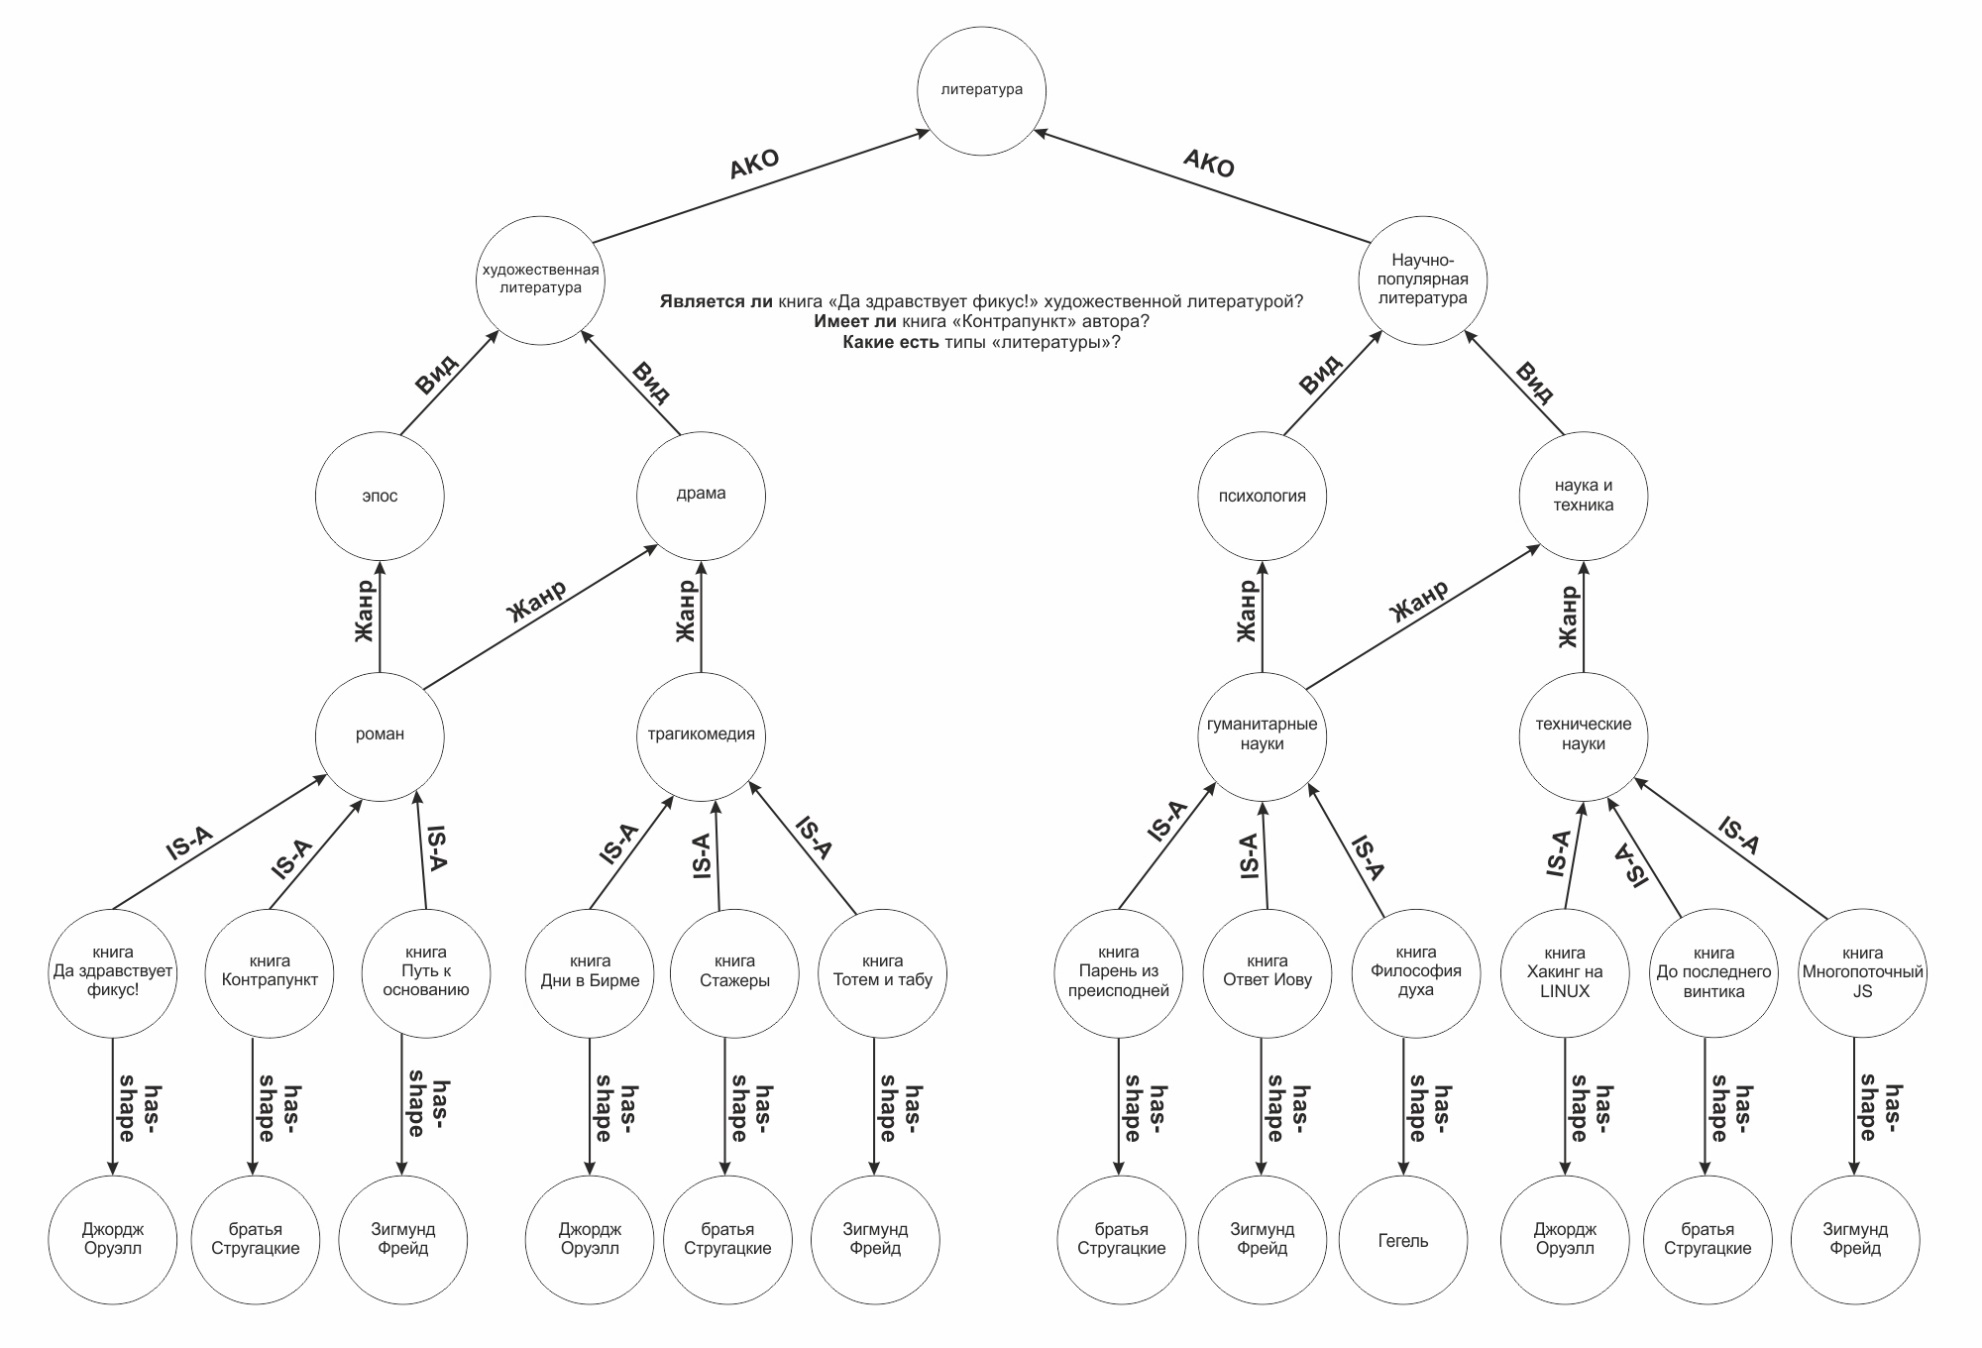 литература
АКО
АКО
художественная
литература
Научно-
популярная
литература
Является ли книга «Да здравствует фикус!» художественной литературой?
Имеет ли книга «Контрапункт» автора?
Какие есть типы «литературы»?
Вид
Вид
Вид
Вид
эпос
драма
психология
наука и
техника
Жанр
Жанр
Жанр
Жанр
Жанр
Жанр
роман
трагикомедия
гуманитарные
науки
технические
науки
IS-A
IS-A
IS-A
IS-A
IS-A
IS-A
IS-A
IS-A
IS-A
IS-A
IS-A
IS-A
книга
Да здравствует
фикус!
книга
Контрапункт
книга
Путь к
основанию
книга
Дни в Бирме
книга
Стажеры
книга
Тотем и табу
книга
Парень из
преисподней
книга
Ответ Иову
книга
Философия
духа
книга
Хакинг на
LINUX
книга
До последнего
винтика
книга
Многопоточный
JS
has-
shape
has-
shape
has-
shape
has-
shape
has-
shape
has-
shape
has-
shape
has-
shape
has-
shape
has-
shape
has-
shape
has-
shape
Джордж
Оруэлл
братья
Стругацкие
Зигмунд
Фрейд
Джордж
Оруэлл
братья
Стругацкие
Зигмунд
Фрейд
братья
Стругацкие
Зигмунд
Фрейд
Гегель
Джордж
Оруэлл
братья
Стругацкие
Зигмунд
Фрейд